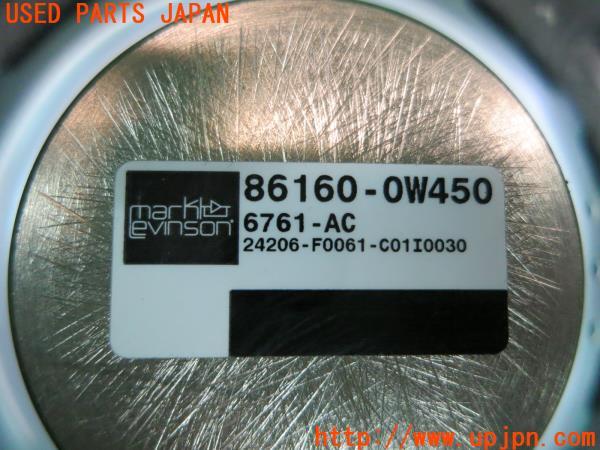 USED PARTS JAPAN
mark
levinson
86160-0W450
6761-AC
24206-F0061-C01I0030
http://www.upjpn.com